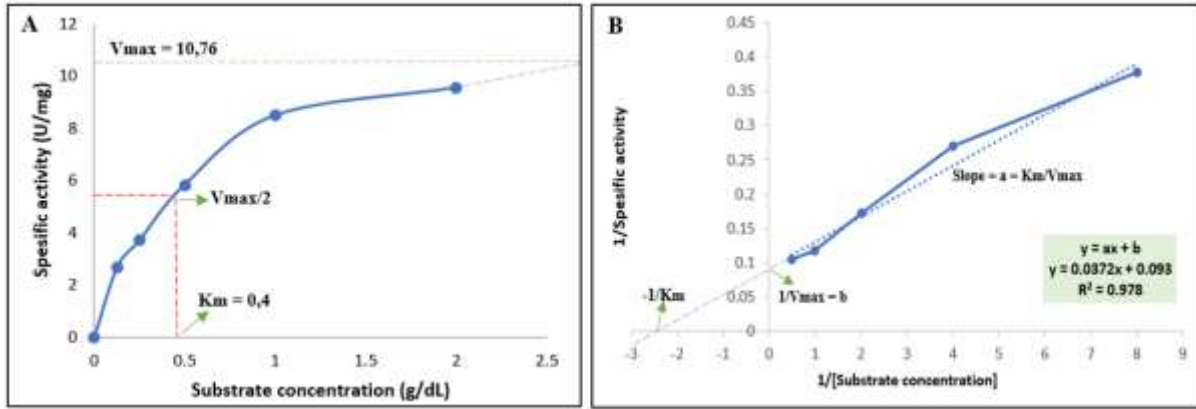 A
Vmax = 10,76
Vmax/2
Km = 0,4
Spesific activity (U/mg)
12
10
8
6
4
2
0
0
0.5
1
1.5
2
2.5
Substrate concentration (g/dL)
B
0.45
0.4
0.35
0.3
0.25
0.2
0.15
0.1
0.05
0
1/Spesific activity
Slope = a = Km/Vmax
y = ax + b
y = 0.0372x + 0.093
R² = 0.978
-1/Km
1/Vmax = b
-3
-2
-1
0
1
2
3
4
5
6
7
8
9
1/[Substrate concentration]